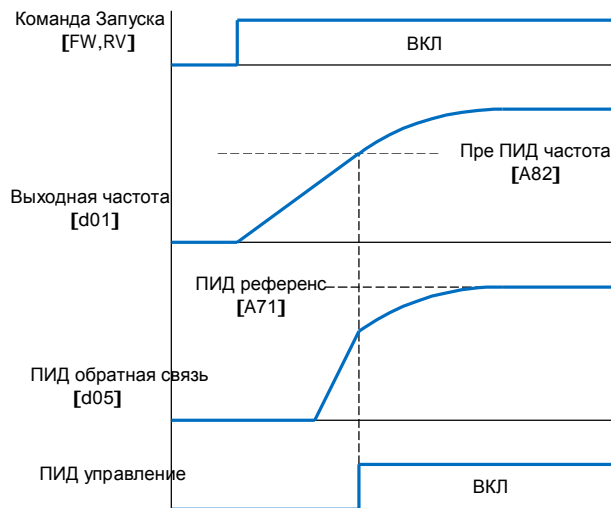 Команда Запуска
[FW,RV]
ВКЛ
Пре ПИД частота
[A82]
Выходная частота
[d01]
ПИД референс
[A71]
ПИД обратная связь
[d05]
ПИД управление
ВКЛ